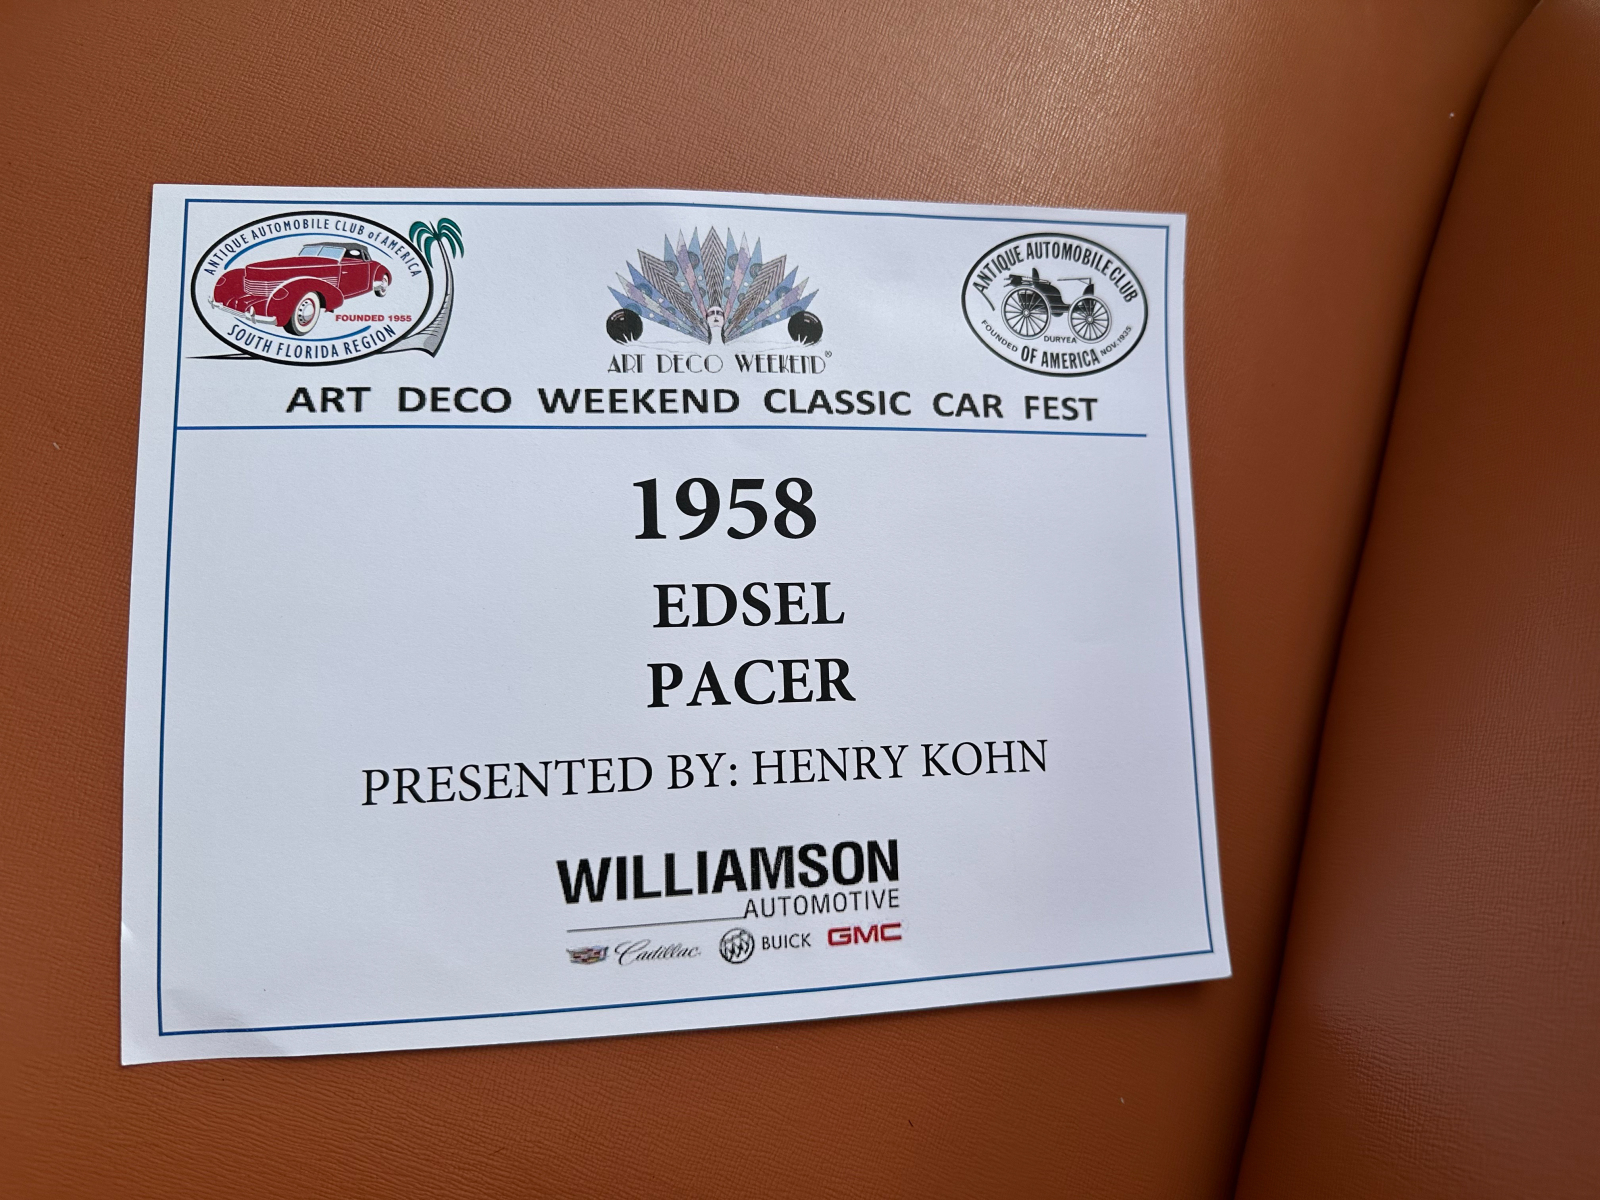 ANTIQUE AUTOMOBILE CLUB of AMERICA
FOUNDED 1955
SOUTH FLORIDA REGION
ART DECO WEEKEND®
ANTIQUE AUTOMOBILE CLUB
DURYEA
FOUNDED NOV. 1935
OF AMERICA
ART DECO WEEKEND CLASSIC CAR FEST
1958
EDSEL
PACER
PRESENTED BY: HENRY KOHN
WILLIAMSON
AUTOMOTIVE
Cadillac BUICK GMC